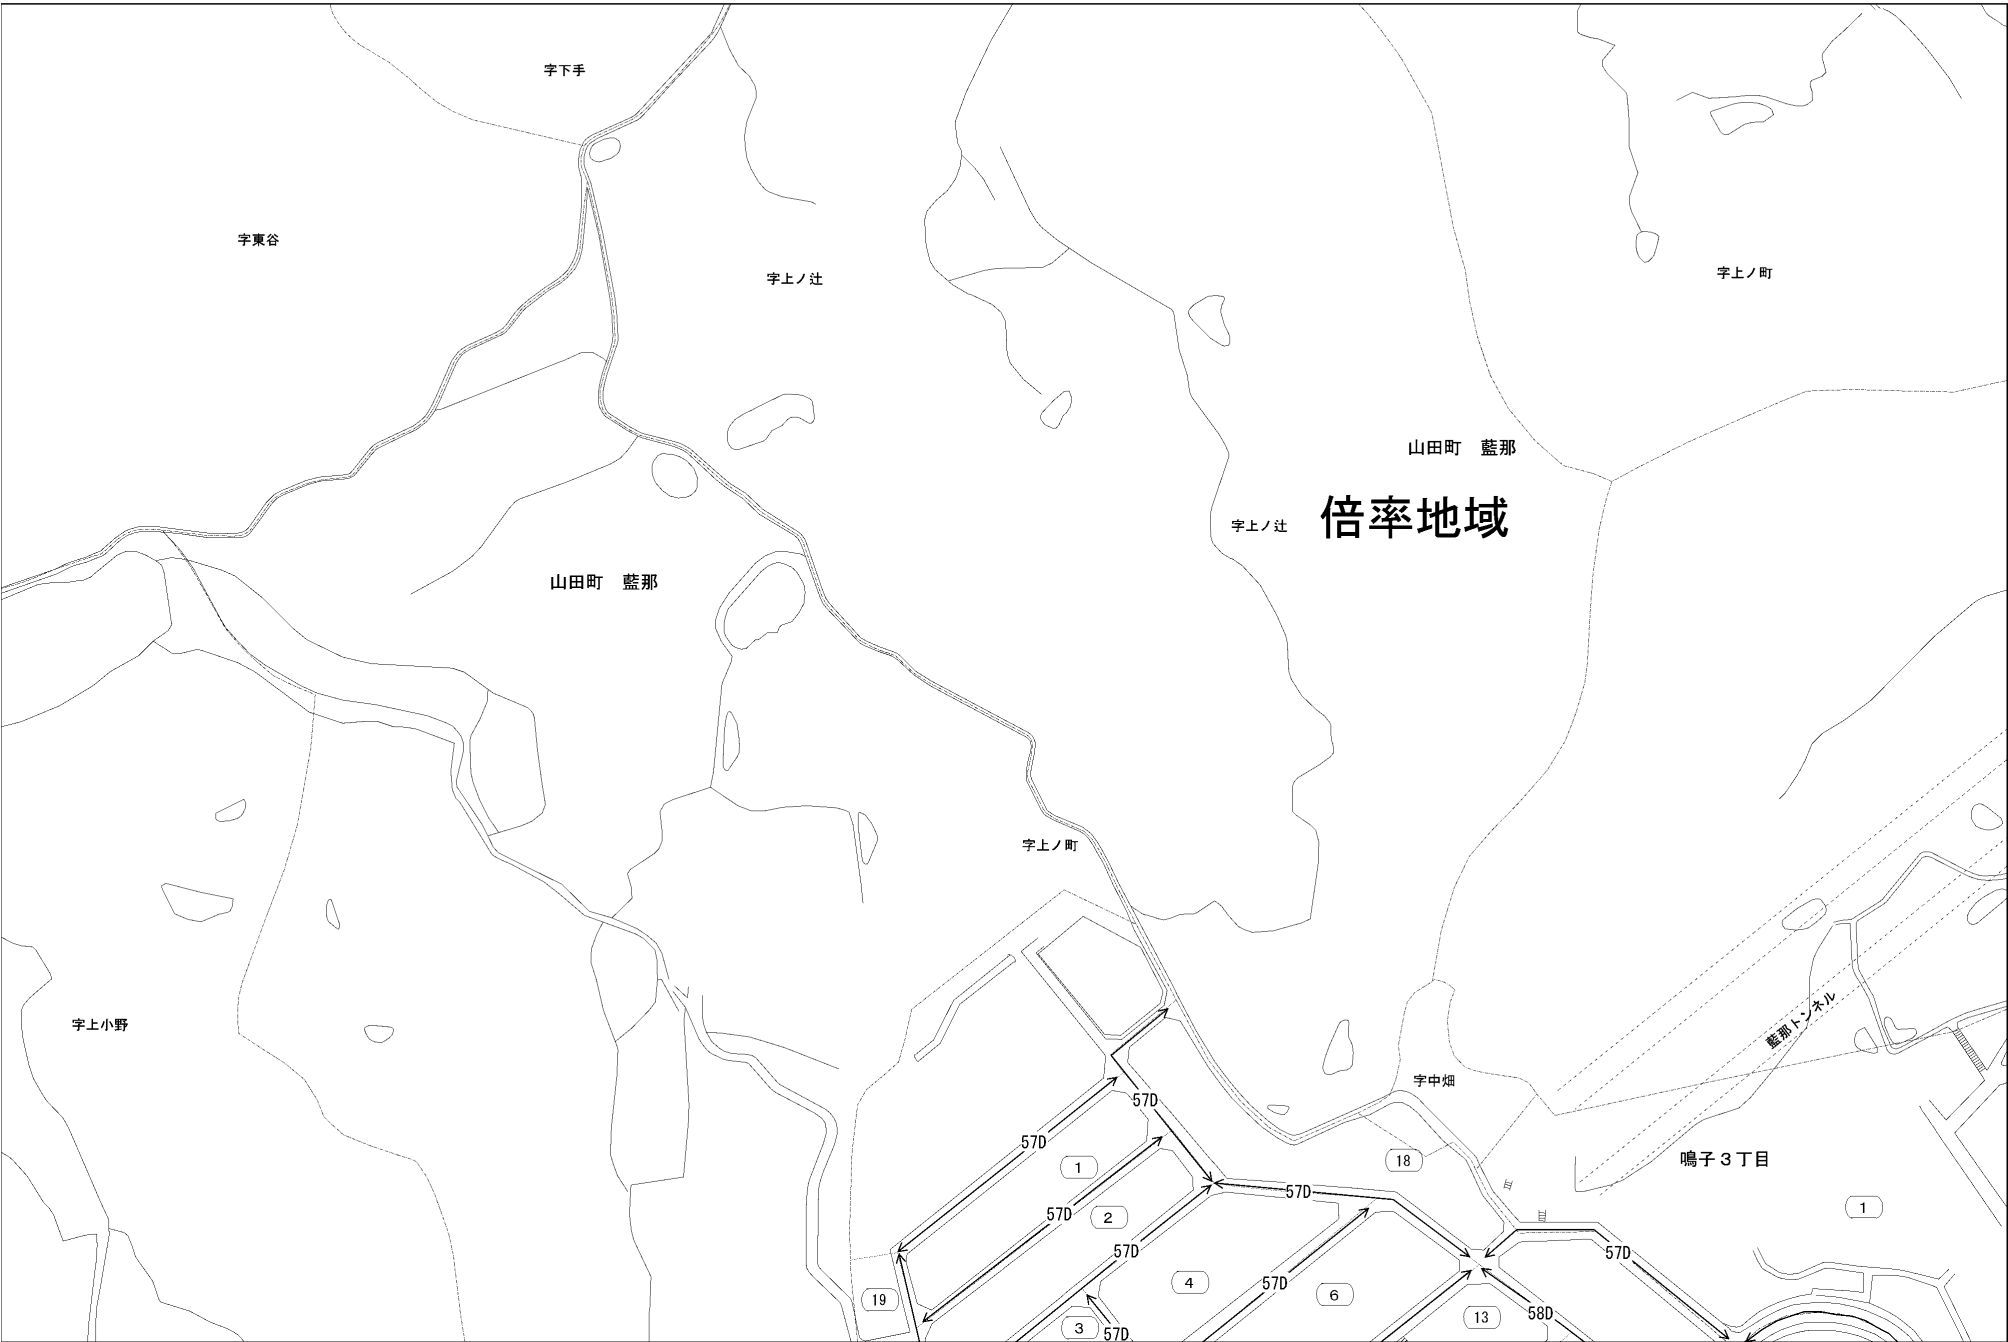 字下手
字東谷
字上ノ辻
字上ノ町
山田町　藍那
字上ノ辻
倍率地域
山田町　藍那
字上ノ町
字上小野
藍那トンネル
字中畑
57D
57D
1
18
鳴子３丁目
57D
1
57D
2
57D
57D
4
57D
6
19
58D
13
3
57D